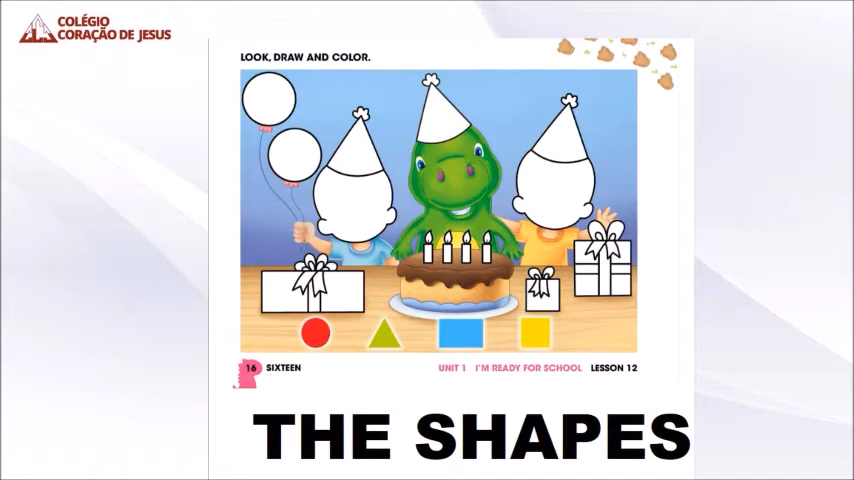 COLÉGIO
CORAÇÃO DE JESUS
LOOK, DRAW AND COLOR.
16 SIXTEEN
UNIT 1 I'M READY FOR SCHOOL LESSON 12
THE SHAPES